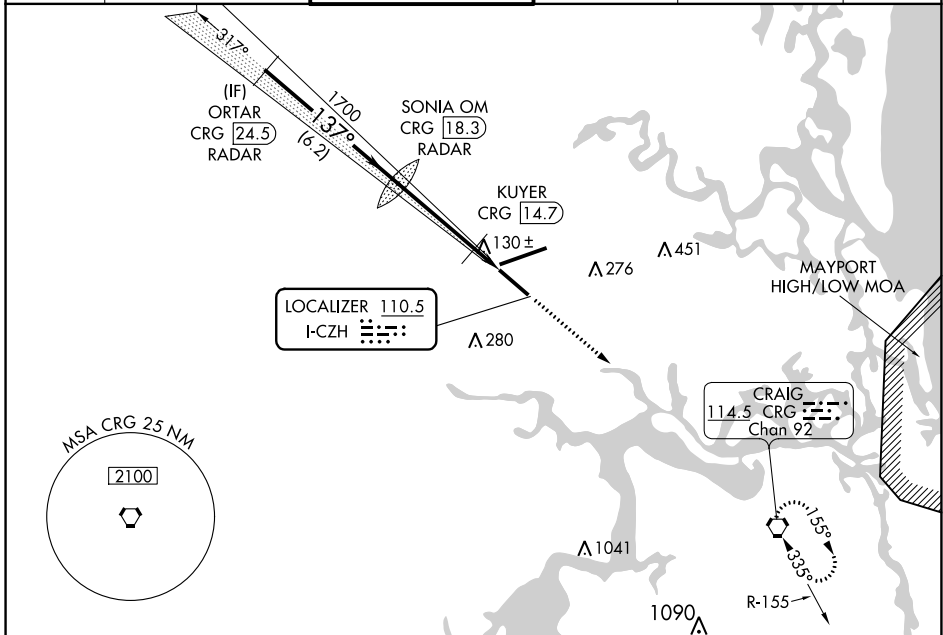 317°
(IF)
ORTAR
CRG 24.5
RADAR
1700
137°
(6.2)
SONIA OM
CRG 18.3
RADAR
KUYER
CRG 14.7
130 ±
276
451
MAYPORT
HIGH/LOW MOA
LOCALIZER 110.5
I-CZH
280
CRAIG
114.5 CRG
Chan 92
MSA CRG 25 NM
2100
155°
335°
R-155
1041
1090